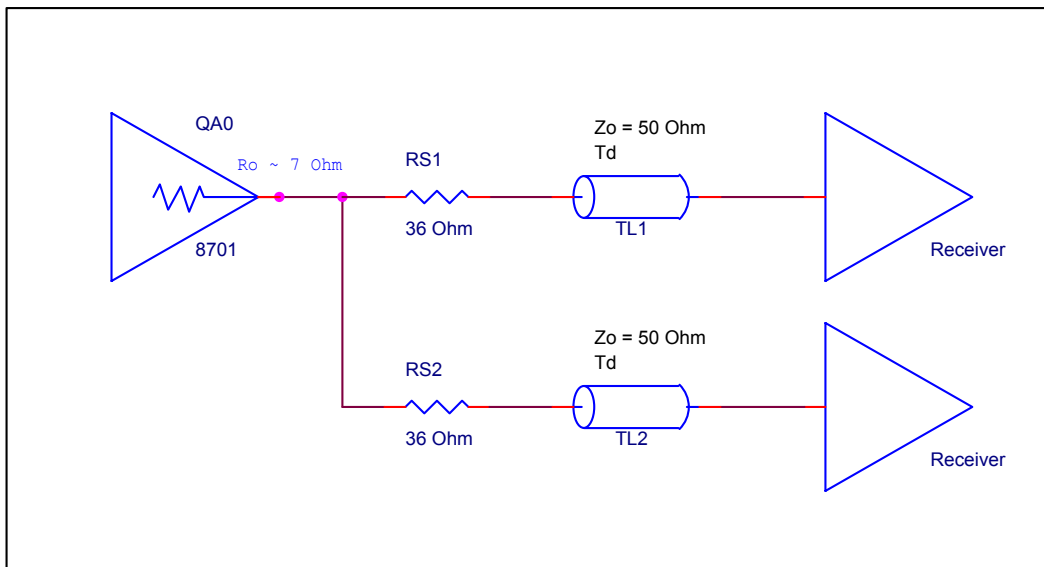 QA0
Ro ~ 7 Ohm
8701
RS1
36 Ohm
Zo = 50 Ohm
Td
TL1
Receiver
RS2
36 Ohm
Zo = 50 Ohm
Td
TL2
Receiver